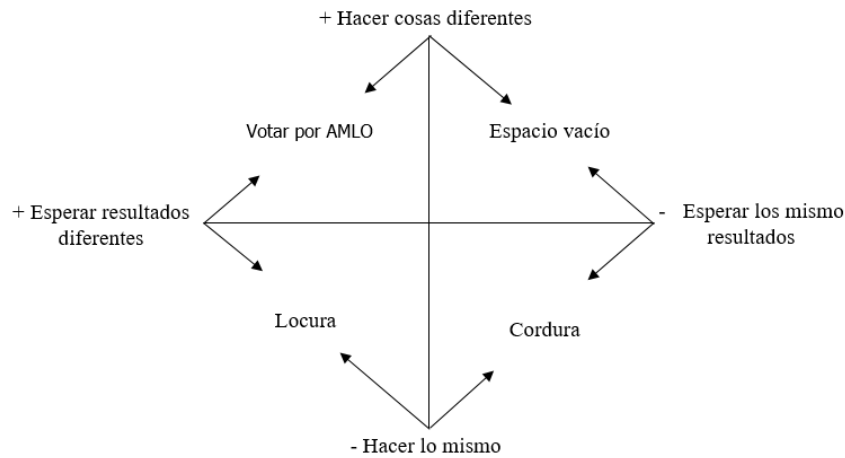 + Hacer cosas diferentes
Votar por AMLO
Espacio vacío
+ Esperar resultados
diferentes
- Esperar los mismo
resultados
Locura
Cordura
- Hacer lo mismo